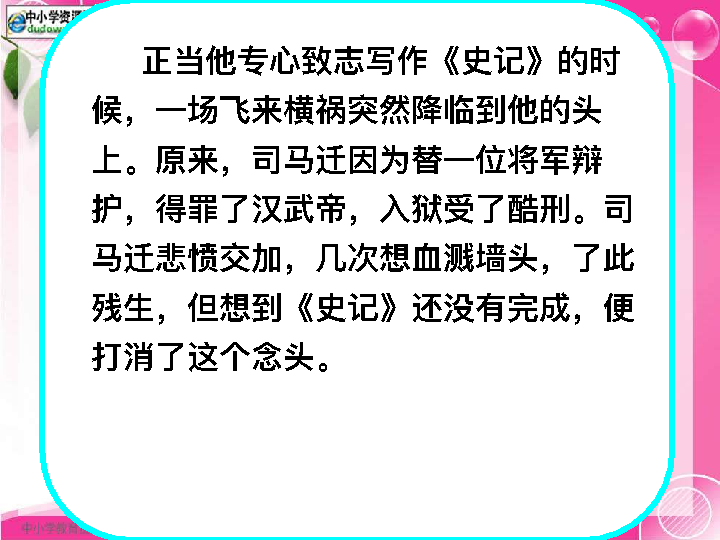 中小学资源
dudow
正当他专心致志写作《史记》的时
候，一场飞来横祸突然降临到他的头
上。原来，司马迁因为替一位将军辩
护，得罪了汉武帝，入狱受了酷刑。司
马迁悲愤交加，几次想血溅墙头，了此
残生，但想到《史记》还没有完成，便
打消了这个念头。
中小学教育